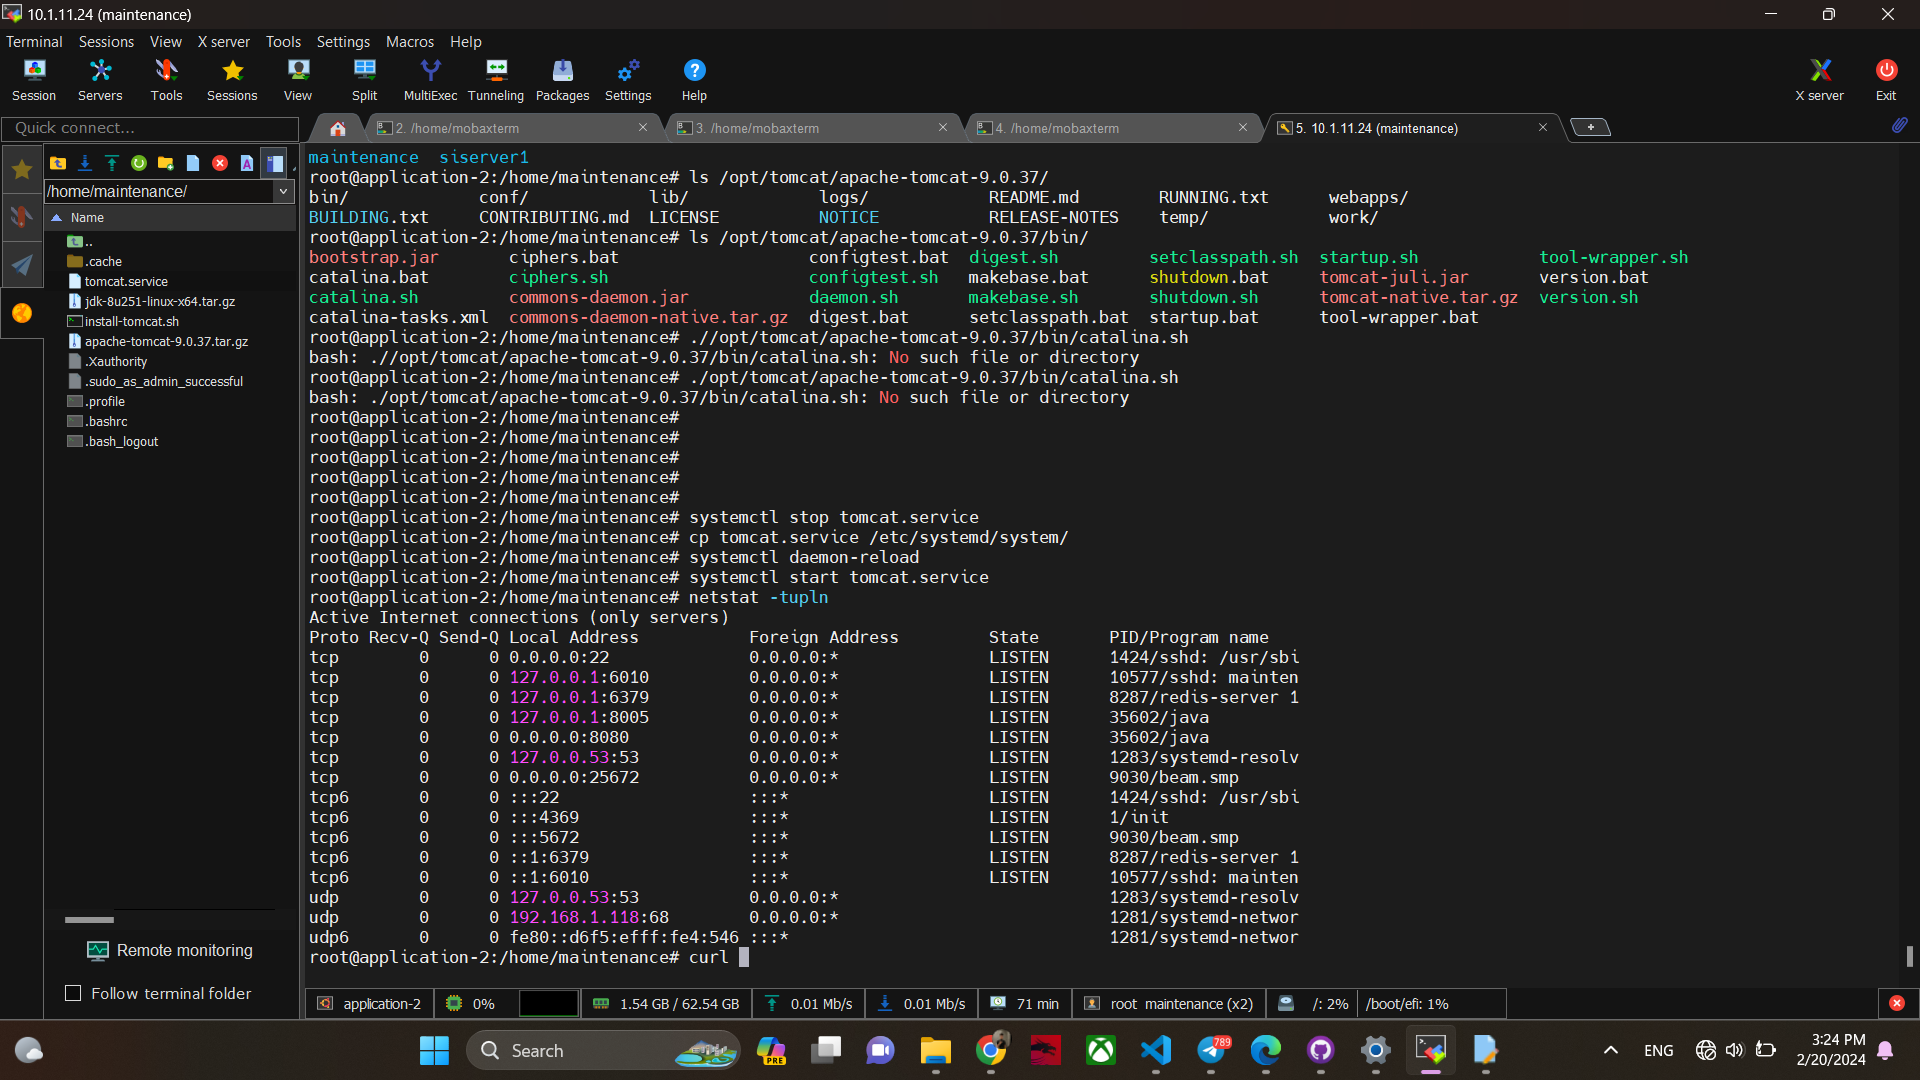 10.1.11.24 (maintenance)
Terminal Sessions View X server Tools Settings Macros Help
Session Servers Tools Sessions View Split MultiExec Tunneling Packages Settings Help X server Exit
Quick connect...
2. /home/mobaxterm
3. /home/mobaxterm
4. /home/mobaxterm
5. 10.1.11.24 (maintenance)
/home/maintenance/
Name
..
.cache
tomcat.service
jdk-8u251-linux-x64.tar.gz
install-tomcat.sh
apache-tomcat-9.0.37.tar.gz
.Xauthority
.sudo_as_admin_successful
.profile
.bashrc
.bash_logout
Remote monitoring
Follow terminal folder
maintenance siserver1
root@application-2:/home/maintenance# ls /opt/tomcat/apache-tomcat-9.0.37/
bin/ conf/ lib/ logs/ README.md RUNNING.txt webapps/
BUILDING.txt CONTRIBUTING.md LICENSE NOTICE RELEASE-NOTES temp/ work/
root@application-2:/home/maintenance# ls /opt/tomcat/apache-tomcat-9.0.37/bin/
bootstrap.jar ciphers.bat configtest.bat digest.sh setclasspath.sh startup.sh tool-wrapper.sh
catalina.bat ciphers.sh configtest.sh makebase.bat shutdown.bat tomcat-juli.jar version.bat
catalina.sh commons-daemon.jar daemon.sh makebase.sh shutdown.sh tomcat-native.tar.gz version.sh
catalina-tasks.xml commons-daemon-native.tar.gz digest.bat setclasspath.bat startup.bat tool-wrapper.bat
root@application-2:/home/maintenance# .//opt/tomcat/apache-tomcat-9.0.37/bin/catalina.sh
bash: .//opt/tomcat/apache-tomcat-9.0.37/bin/catalina.sh: No such file or directory
root@application-2:/home/maintenance# ./opt/tomcat/apache-tomcat-9.0.37/bin/catalina.sh
bash: ./opt/tomcat/apache-tomcat-9.0.37/bin/catalina.sh: No such file or directory
root@application-2:/home/maintenance#
root@application-2:/home/maintenance#
root@application-2:/home/maintenance#
root@application-2:/home/maintenance#
root@application-2:/home/maintenance#
root@application-2:/home/maintenance# systemctl stop tomcat.service
root@application-2:/home/maintenance# cp tomcat.service /etc/systemd/system/
root@application-2:/home/maintenance# systemctl daemon-reload
root@application-2:/home/maintenance# systemctl start tomcat.service
root@application-2:/home/maintenance# netstat -tupln
Active Internet connections (only servers)
Proto Recv-Q Send-Q Local Address Foreign Address State PID/Program name
tcp 0 0 0.0.0.0:22 0.0.0.0:* LISTEN 1424/sshd: /usr/sbi
tcp 0 0 127.0.0.1:6010 0.0.0.0:* LISTEN 10577/sshd: mainten
tcp 0 0 127.0.0.1:6379 0.0.0.0:* LISTEN 8287/redis-server 1
tcp 0 0 127.0.0.1:8005 0.0.0.0:* LISTEN 35602/java
tcp 0 0 0.0.0.0:8080 0.0.0.0:* LISTEN 35602/java
tcp 0 0 127.0.0.53:53 0.0.0.0:* LISTEN 1283/systemd-resolv
tcp 0 0 0.0.0.0:25672 0.0.0.0:* LISTEN 9030/beam.smp
tcp6 0 0 :::22 :::* LISTEN 1424/sshd: /usr/sbi
tcp6 0 0 :::4369 :::* LISTEN 1/init
tcp6 0 0 :::5672 :::* LISTEN 9030/beam.smp
tcp6 0 0 ::1:6379 :::* LISTEN 8287/redis-server 1
tcp6 0 0 ::1:6010 :::* LISTEN 10577/sshd: mainten
udp 0 0 127.0.0.53:53 0.0.0.0:* 1283/systemd-resolv
udp 0 0 192.168.1.118:68 0.0.0.0:* 1281/systemd-networ
udp6 0 0 fe80::d6f5:efff:fe4:546 :::* 1281/systemd-networ
root@application-2:/home/maintenance# curl
application-2 0% 1.54 GB / 62.54 GB 0.01 Mb/s 0.01 Mb/s 71 min root maintenance (x2) /: 2% /boot/efi: 1%
Search
PRE
789
ENG
3:24 PM
2/20/2024